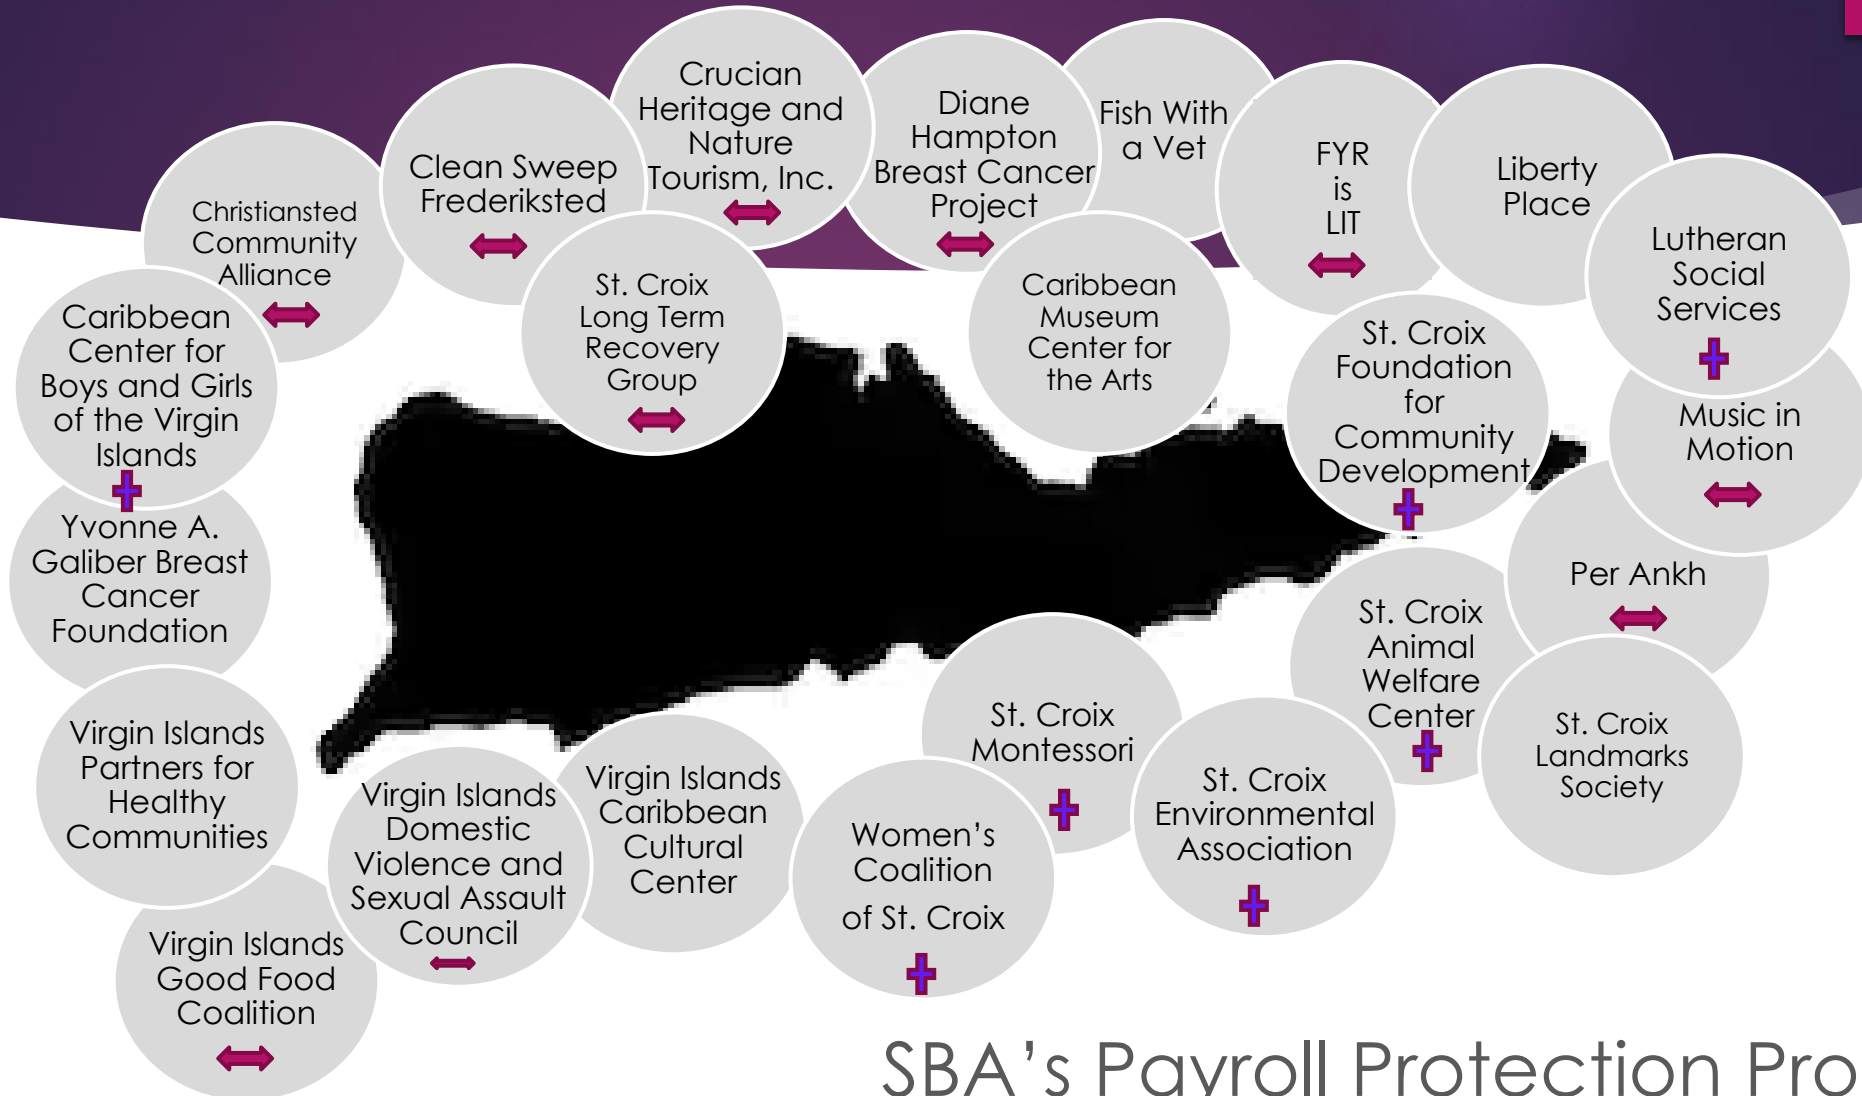 Crucian
Heritage and
Nature
Tourism, Inc.
Diane
Hampton
Breast Cancer
Project
Fish With
a Vet
FYR
is
LIT
Liberty
Place
Clean Sweep
Frederiksted
Christiansted
Community
Alliance
Lutheran
Social
Services
St. Croix
Long Term
Recovery
Group
Caribbean
Museum
Center for
the Arts
Caribbean
Center for
Boys and Girls
of the Virgin
Islands
St. Croix
Foundation
for
Community
Development
Music in
Motion
Yvonne A.
Galiber Breast
Cancer
Foundation
Per Ankh
St. Croix
Animal
Welfare
Center
Virgin Islands
Partners for
Healthy
Communities
St. Croix
Montessori
St. Croix
Landmarks
Society
Virgin Islands
Domestic
Violence and
Sexual Assault
Council
Virgin Islands
Caribbean
Cultural
Center
Women’s
Coalition
of St. Croix
St. Croix
Environmental
Association
Virgin Islands
Good Food
Coalition
SBA’s Payroll Protection Pro